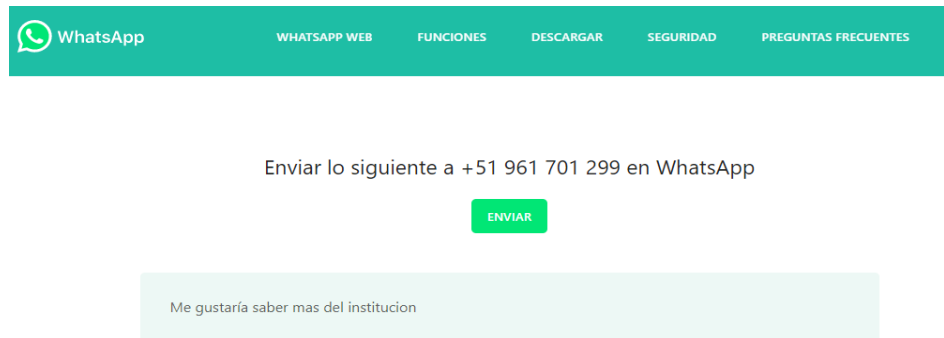 WhatsApp WHATSAPP WEB FUNCIONES DESCARGAR SEGURIDAD PREGUNTAS FRECUENTES
Enviar lo siguiente a +51 961 701 299 en WhatsApp
ENVIAR
Me gustaría saber mas del institucion